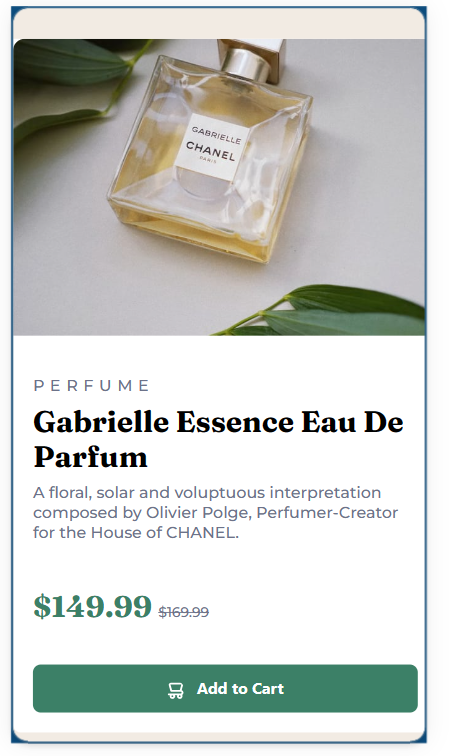 GABRIELLE
CHANEL
PARIS
PERFUME
Gabrielle Essence Eau De
Parfum
A floral, solar and voluptuous interpretation
composed by Olivier Polge, Perfumer-Creator
for the House of CHANEL.
$149.99 $169.99
Add to Cart